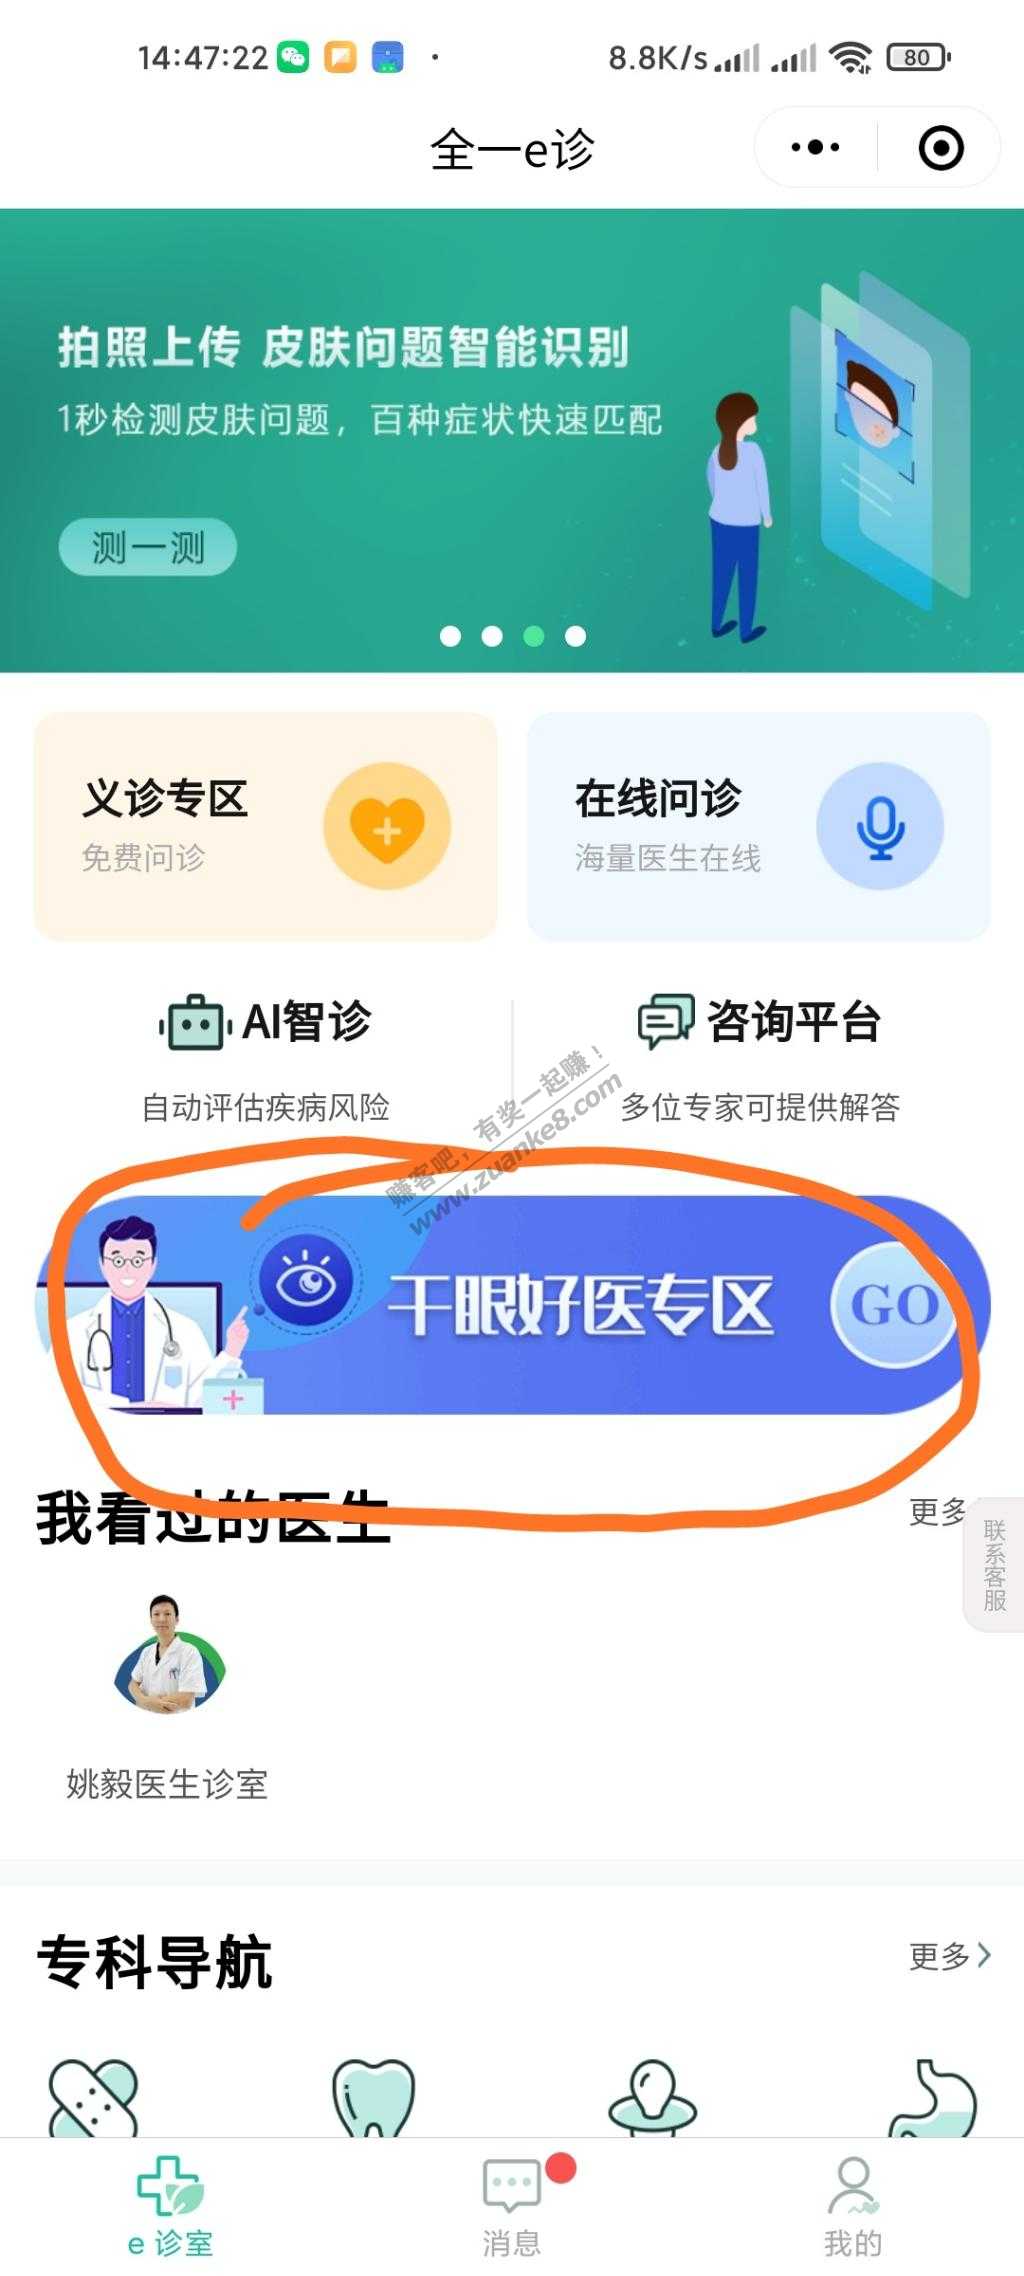 14:47:22
8.8K/s
80
全一e诊
拍照上传 皮肤问题智能识别
1秒检测皮肤问题，百种症状快速匹配
测一测
义诊专区
免费问诊
在线问诊
海量医生在线
AI智诊
自动评估疾病风险
咨询平台
多位专家可提供解答
赚客吧，有奖一起赚！
www.zuanke8.com
干眼好医专区
GO
我看过的医生
更多
联系客服
姚毅医生诊室
专科导航
更多
e 诊室
消息
我的